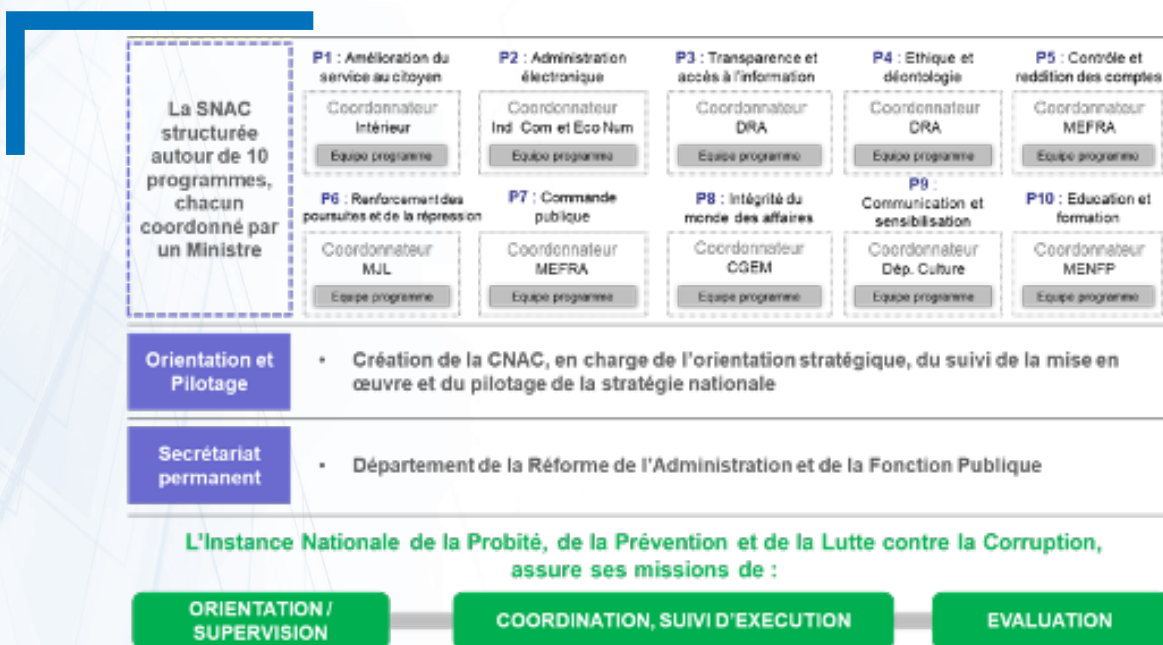 La SNAC
structurée
autour de 10
programmes,
chacun
coordonné par
un Ministre
P1 : Amélioration du
service au citoyen
Coordonnateur
Intérieur
Equipe programme
P2 : Administration
électronique
Coordonnateur
Ind Com et Eco Num
Equipe programme
P3 : Transparence et
accès à l'information
Coordonnateur
DRA
Equipe programme
P4 : Ethique et
déontologie
Coordonnateur
DRA
Equipe programme
P5 : Contrôle et
reddition des comptes
Coordonnateur
MEFRA
Equipe programme
P6 : Renforcement des
poursuites et de la répression
Coordonnateur
MJL
Equipe programme
P7 : Commande
publique
Coordonnateur
MEFRA
Equipe programme
P8 : Intégrité du
monde des affaires
Coordonnateur
CGEM
Equipe programme
P9 :
Communication et
sensibilisation
Coordonnateur
Dép. Culture
Equipe programme
P10 : Education et
formation
Coordonnateur
MENFP
Equipe programme
Orientation et
Pilotage
• Création de la CNAC, en charge de l'orientation stratégique, du suivi de la mise en
œuvre et du pilotage de la stratégie nationale
Secrétariat
permanent
• Département de la Réforme de l'Administration et de la Fonction Publique
L'Instance Nationale de la Probité, de la Prévention et de la Lutte contre la Corruption,
assure ses missions de :
ORIENTATION /
SUPERVISION
COORDINATION, SUIVI D'EXECUTION
EVALUATION